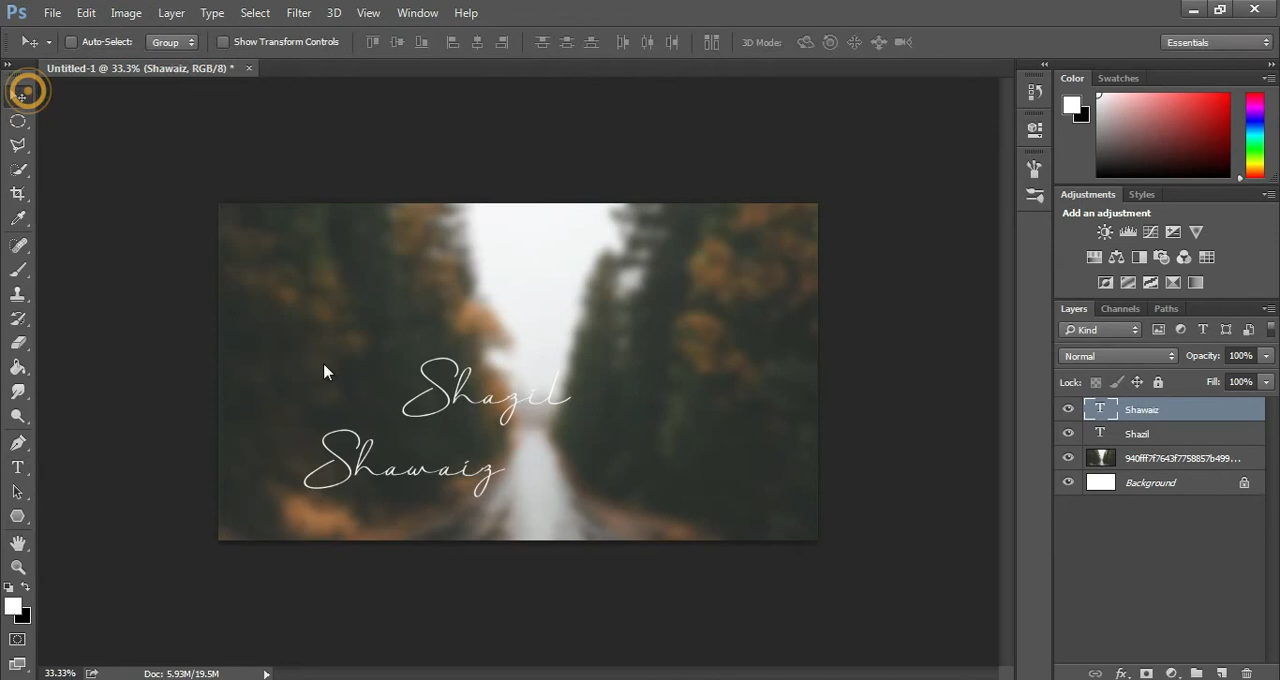 Ps File Edit Image Layer Type Select Filter 3D View Window Help
Auto-Select: Group Show Transform Controls 3D Mode: Essentials
Untitled-1 @ 33.3% (Shawaiz, RGB/8) * ×
Color Swatches
Adjustments Styles
Add an adjustment
Layers Channels Paths
Kind
Normal Opacity: 100%
Lock: Fill: 100%
Shawaiz
Shazil
940fff7f7643f7758857b499...
Background
Shazil
Shawaiz
33.33% Doc: 5.93M/19.5M